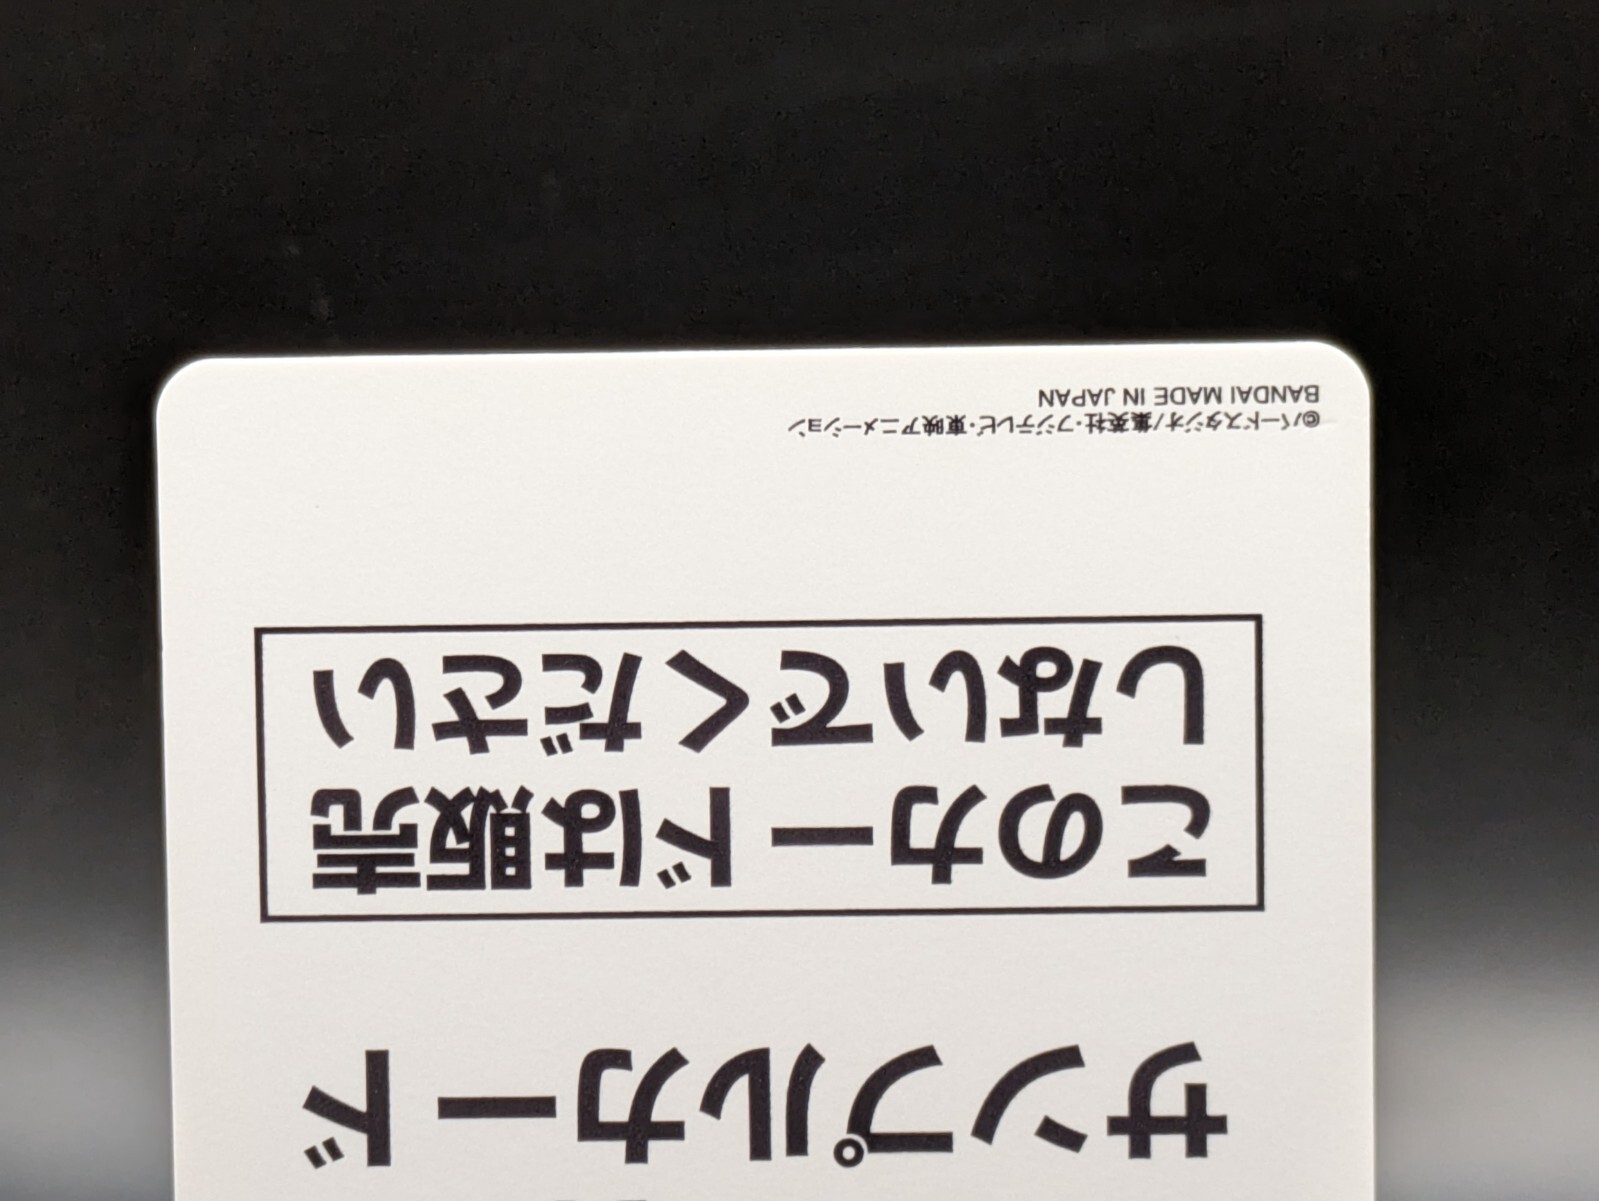 サンプルカード
このカードは販売
しないでください
©バードスタジオ/集英社・フジテレビ・東映アニメーション
BANDAI MADE IN JAPAN